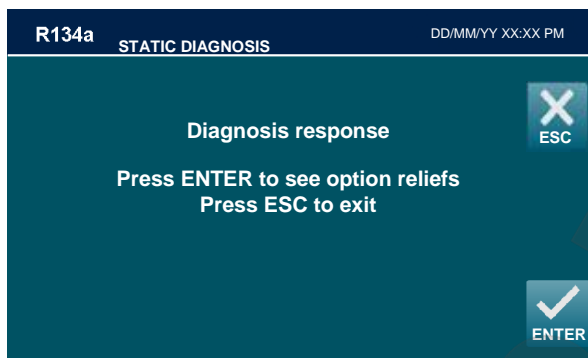 R134a
STATIC DIAGNOSIS
DD/MM/YY XX:XX PM
ESC
Diagnosis response
Press ENTER to see option reliefs
Press ESC to exit
ENTER